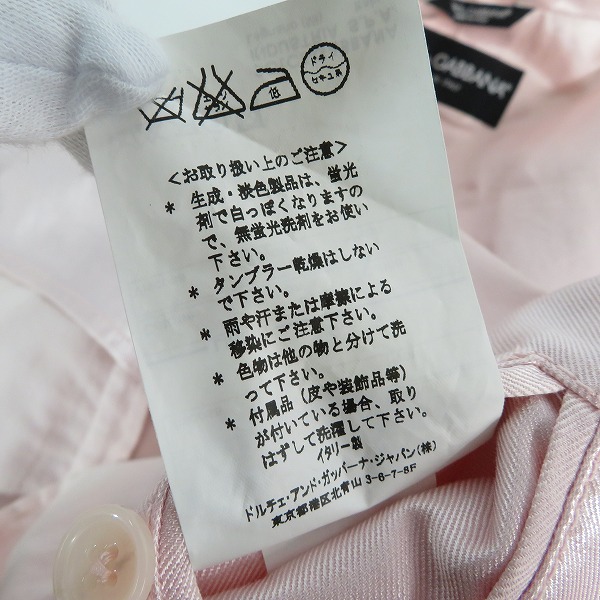 GABBANA
低
ドライ
セキユ系
<お取り扱い上のご注意>
* 生成・淡色製品は、蛍光
剤で白っぽくなりますの
で、無蛍光洗剤をお使い
下さい。
* タンブラー乾燥はしない
で下さい。
* 雨や汗または摩擦による
移染にご注意下さい。
* 色物は他の物と分けて洗
って下さい。
* 付属品(皮や装飾品等)
が付いている場合、取り
はずして洗濯して下さい。
イタリー製
ドルチェ・アンド・ガッバーナ・ジャパン(株)
東京都港区北青山 3-6-7-8F